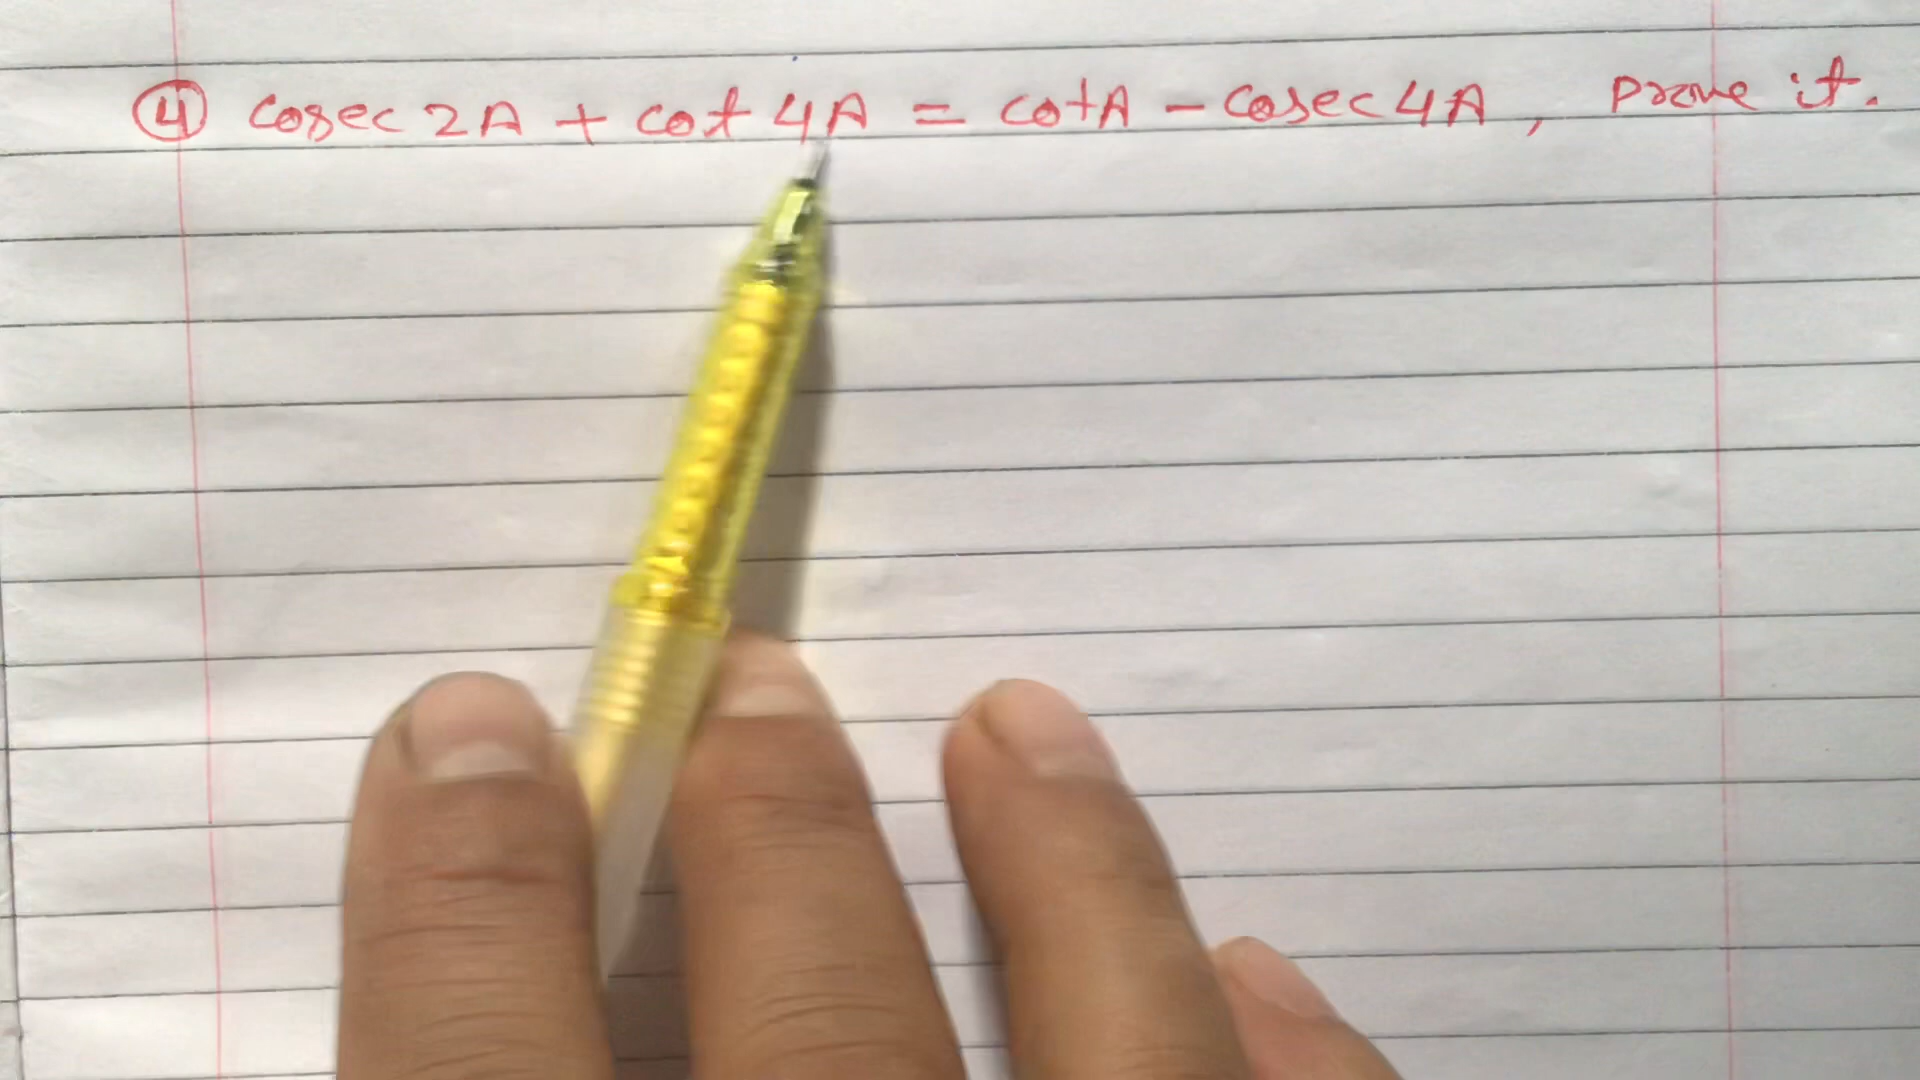 ④ cosec 2A + cot 4A = cotA - cosec 4A , prove it.